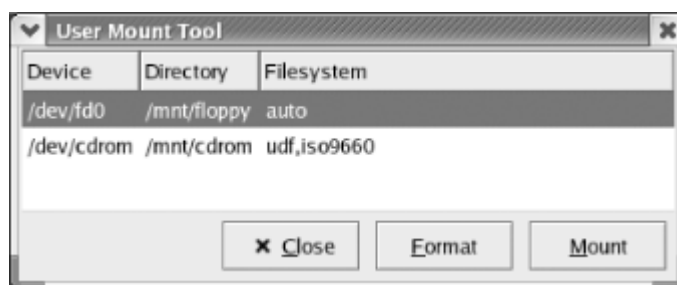 User Mount Tool
Device Directory Filesystem
/dev/fd0 /mnt/floppy auto
/dev/cdrom /mnt/cdrom udf,iso9660
Close Format Mount